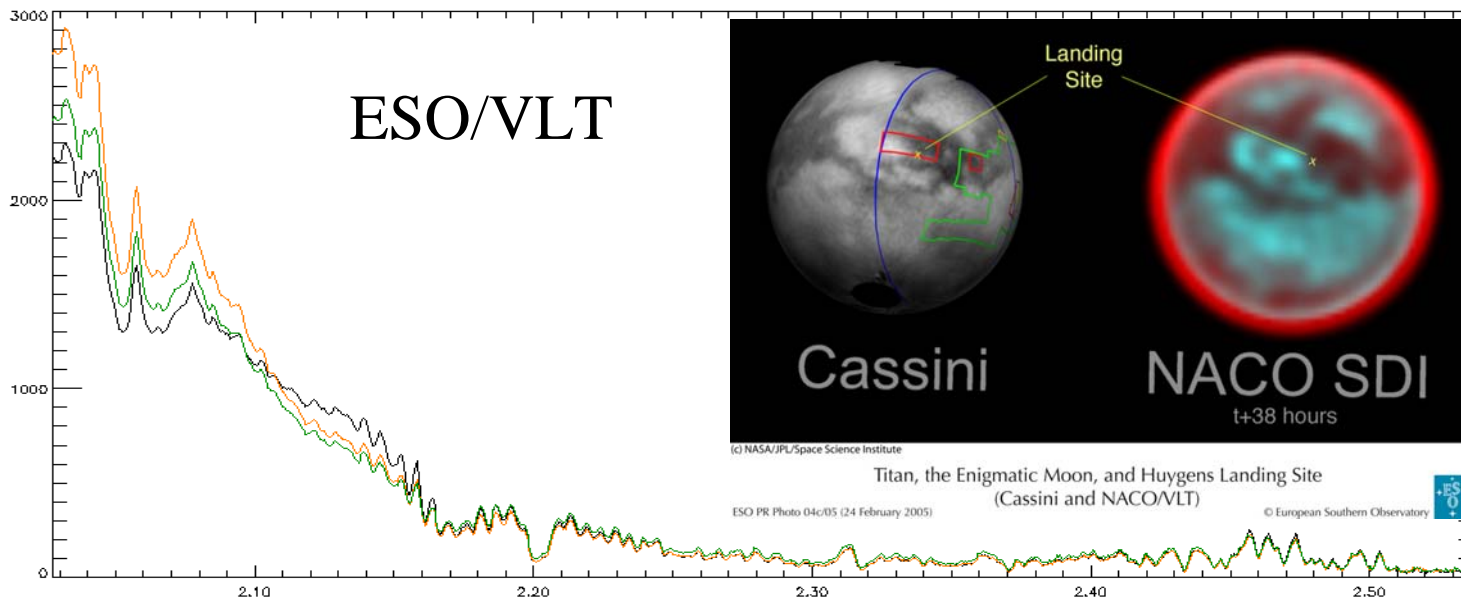 3000
2000
1000
0
2.10
2.20
2.30
2.40
2.50
ESO/VLT
Landing
Site
x
x
Cassini
NACO SDI
t+38 hours
(c) NASA/JPL/Space Science Institute
Titan, the Enigmatic Moon, and Huygens Landing Site
(Cassini and NACO/VLT)
ESO PR Photo 04c/05 (24 February 2005)
© European Southern Observatory
ESO